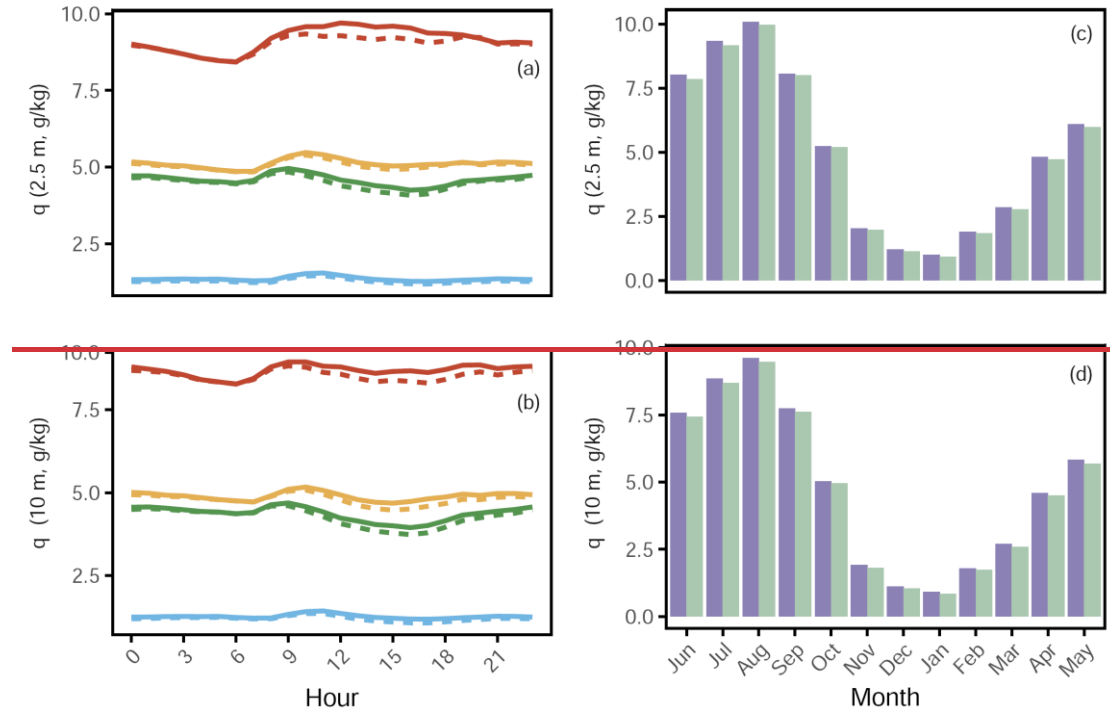 10.0
7.5
5.0
2.5
q (2.5 m, g/kg)
(a)
10.0
7.5
5.0
2.5
0.0
q (2.5 m, g/kg)
(c)
10.0
7.5
5.0
2.5
q (10 m, g/kg)
(b)
0 3 6 9 12 15 18 21
Hour
10.0
7.5
5.0
2.5
0.0
q (10 m, g/kg)
(d)
Jun Jul Aug Sep Oct Nov Dec Jan Feb Mar Apr May
Month